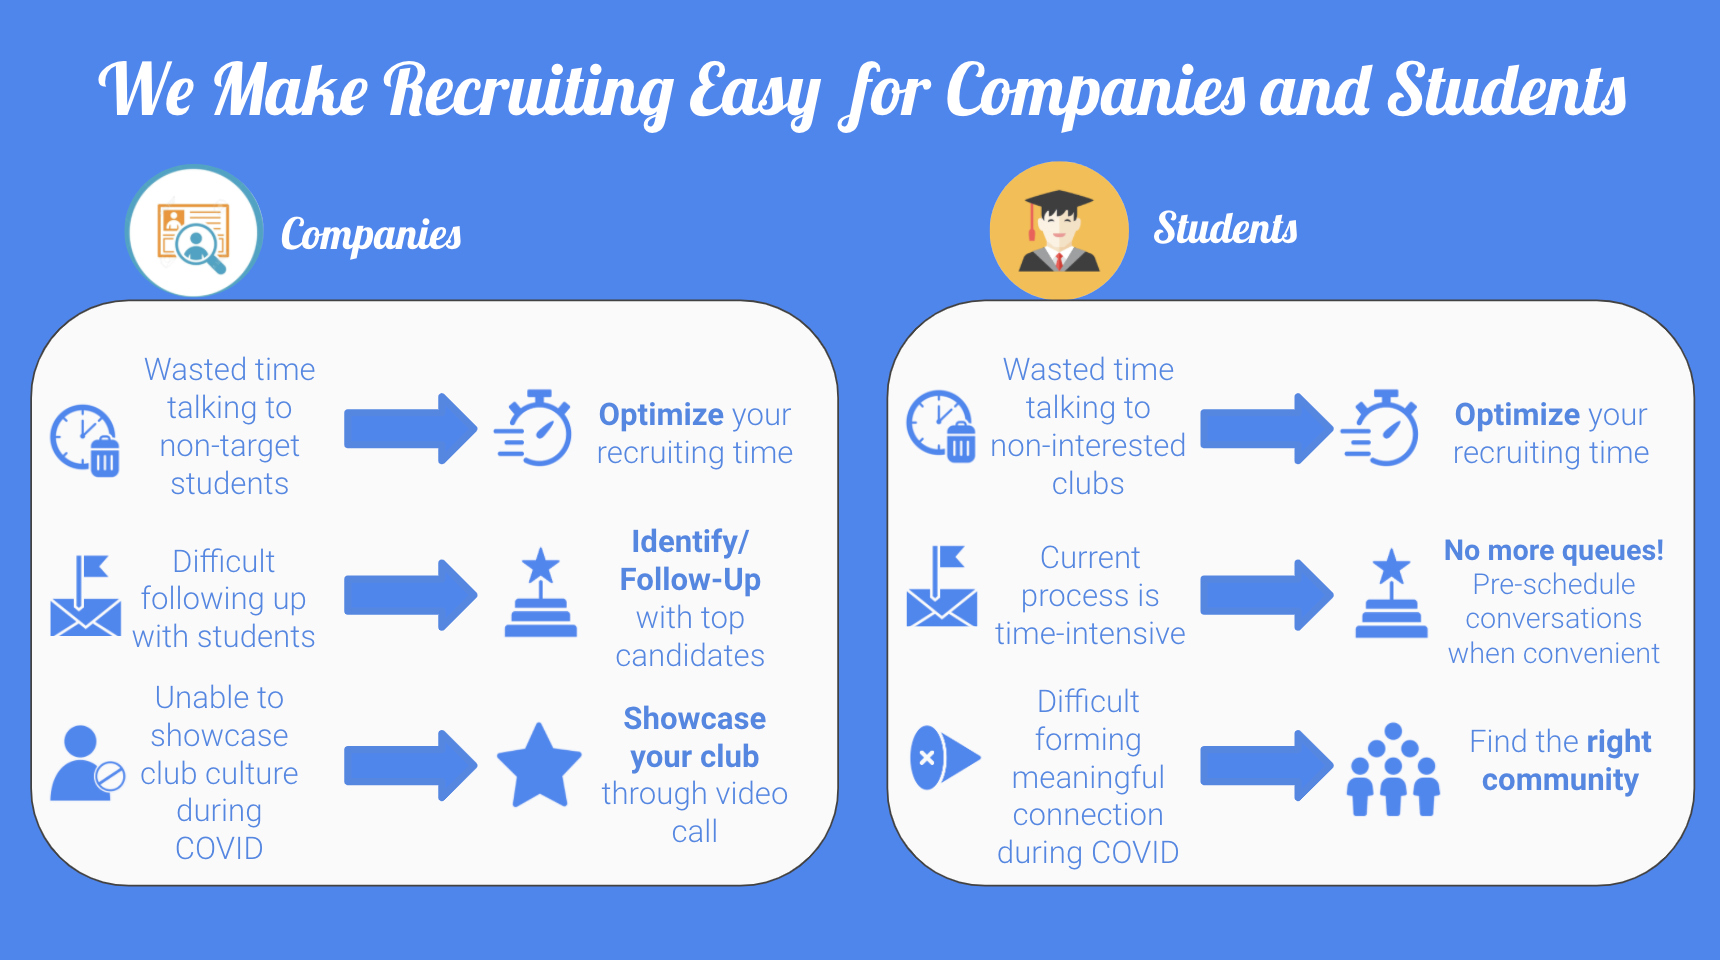 We Make Recruiting Easy for Companies and Students
Companies
Wasted time
talking to
non-target
students
Optimize your
recruiting time
Difficult
following up
with students
Identify/
Follow-Up
with top
candidates
Unable to
showcase
club culture
during
COVID
Showcase
your club
through video
call
Students
Wasted time
talking to
non-interested
clubs
Optimize your
recruiting time
Current
process is
time-intensive
No more queues!
Pre-schedule
conversations
when convenient
Difficult
forming
meaningful
connection
during COVID
Find the right
community